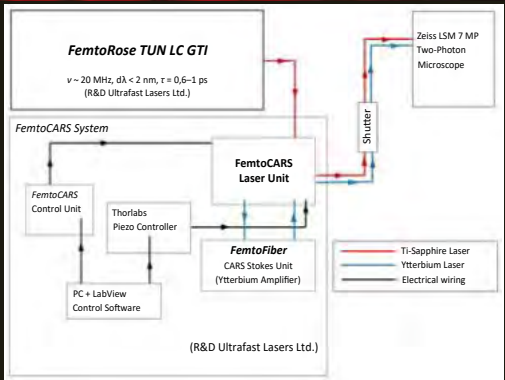 FemtoRose TUN LC GTI
ν ~ 20 MHz, dλ < 2 nm, τ = 0,6–1 ps
(R&D Ultrafast Lasers Ltd.)
Zeiss LSM 7 MP
Two-Photon
Microscope
Shutter
FemtoCARS System
FemtoCARS
Laser Unit
FemtoCARS
Control Unit
Thorlabs
Piezo Controller
FemtoFiber
CARS Stokes Unit
(Ytterbium Amplifier)
PC + LabView
Control Software
Ti-Sapphire Laser
Ytterbium Laser
Electrical wiring
(R&D Ultrafast Lasers Ltd.)